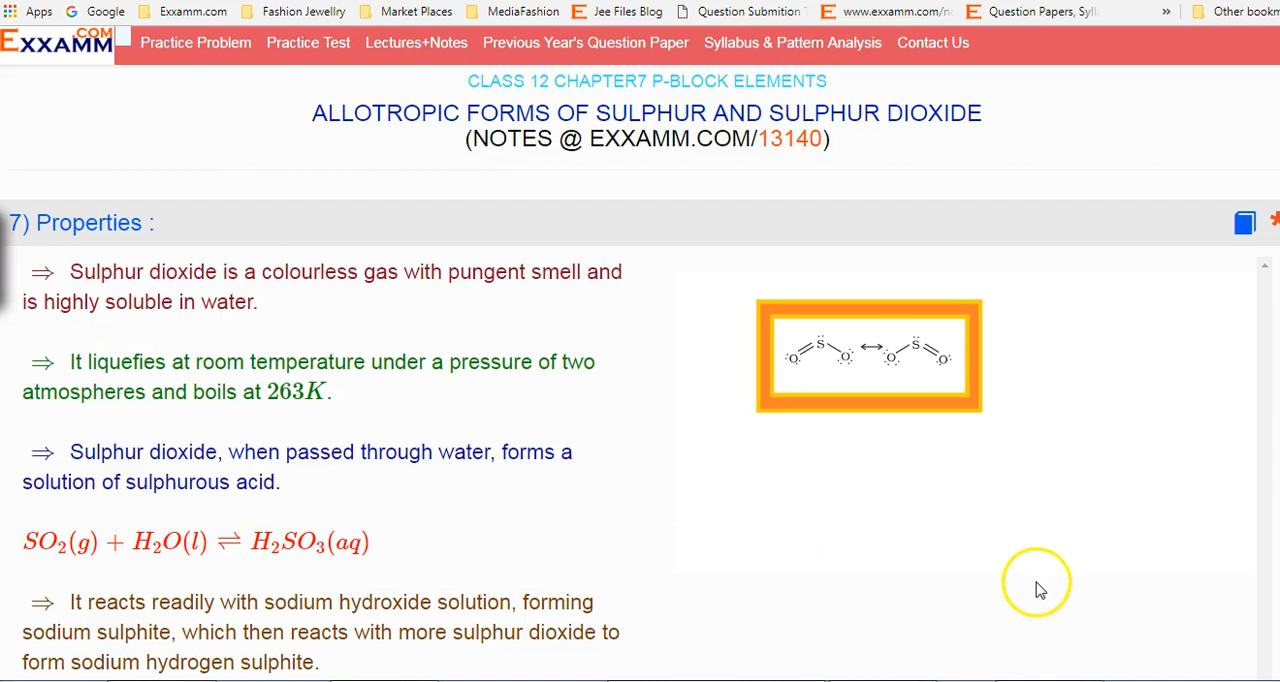 Apps Google Exxamm.com Fashion Jewellry Market Places MediaFashion Jee Files Blog Question Submition www.exxamm.com/n Question Papers, Syll » Other bookm
EXXAMM .COM Practice Problem Practice Test Lectures+Notes Previous Year's Question Paper Syllabus & Pattern Analysis Contact Us
CLASS 12 CHAPTER7 P-BLOCK ELEMENTS
ALLOTROPIC FORMS OF SULPHUR AND SULPHUR DIOXIDE
(NOTES @ EXXAMM.COM/13140)
7) Properties :
⇒ Sulphur dioxide is a colourless gas with pungent smell and
is highly soluble in water.
⇒ It liquefies at room temperature under a pressure of two
atmospheres and boils at 263K.
⇒ Sulphur dioxide, when passed through water, forms a
solution of sulphurous acid.
SO₂(g) + H₂O(l) ⇌ H₂SO₃(aq)
⇒ It reacts readily with sodium hydroxide solution, forming
sodium sulphite, which then reacts with more sulphur dioxide to
form sodium hydrogen sulphite.
O S O ↔ O S O